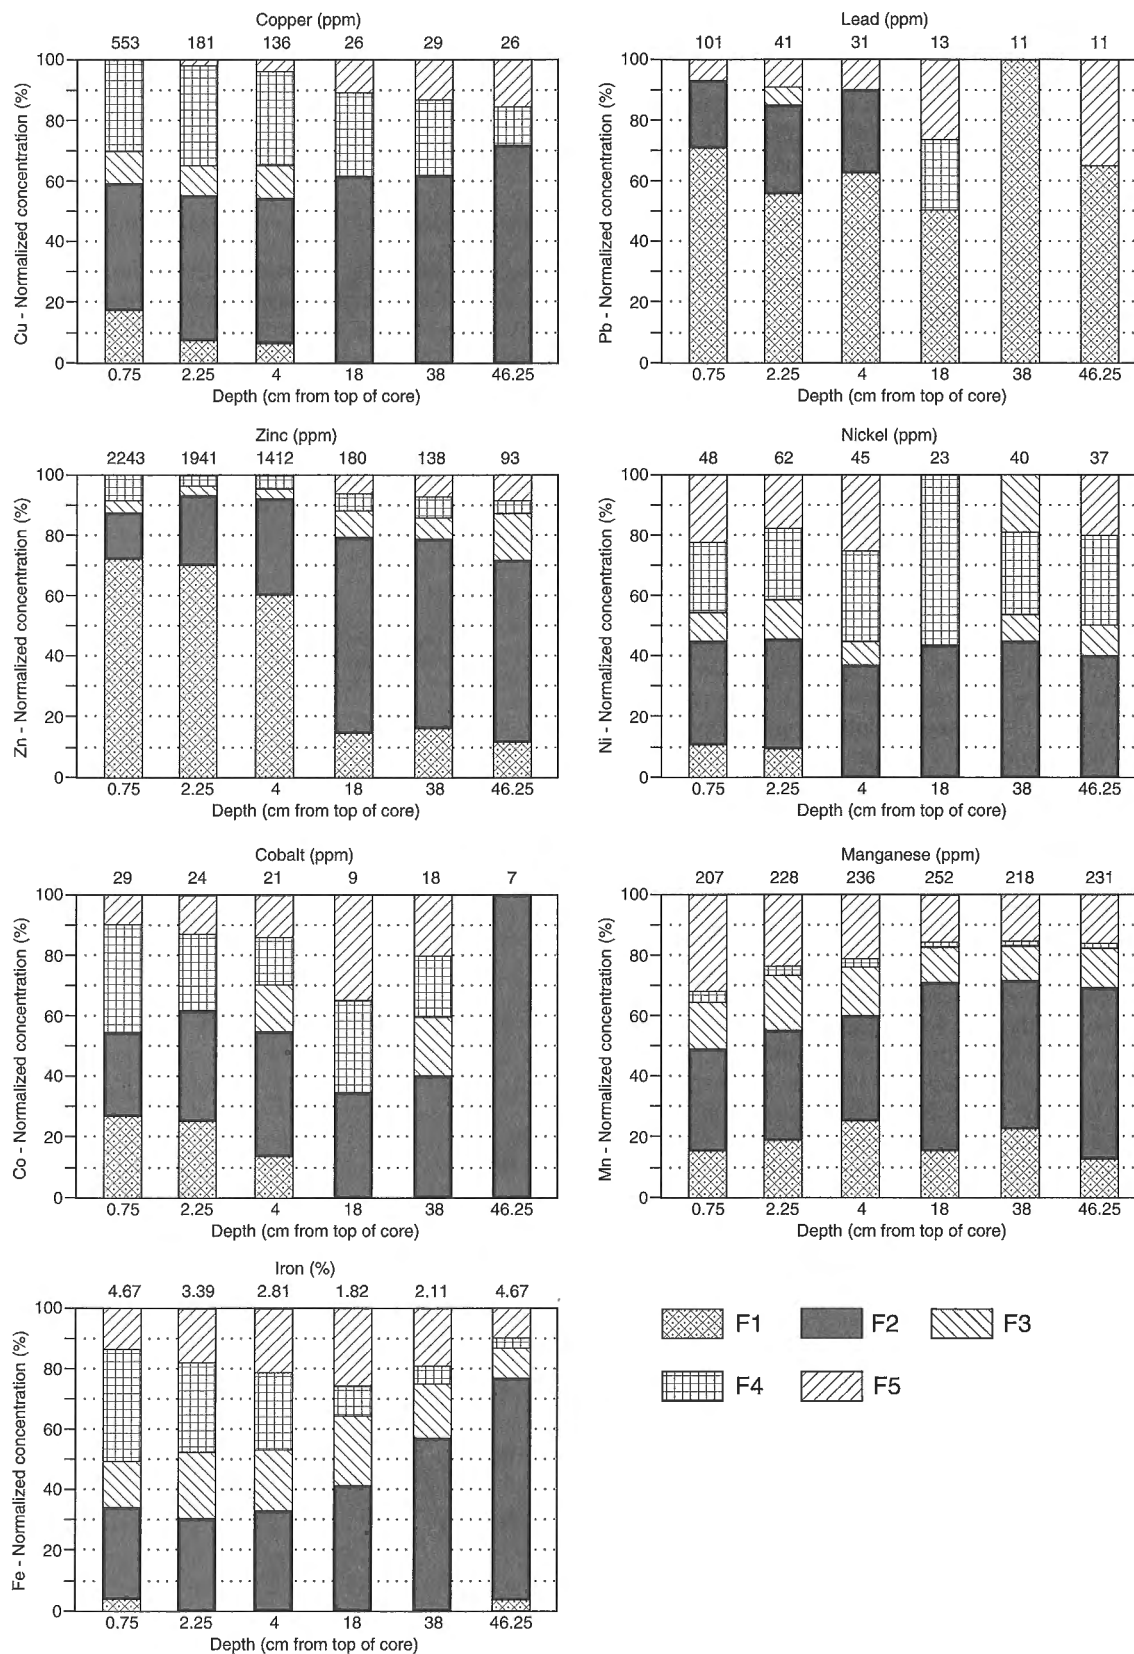 Copper (ppm)
553 181 136 26 29 26
100
80
60
40
20
0
Cu - Normalized concentration (%)
0.75 2.25 4 18 38 46.25
Depth (cm from top of core)
Lead (ppm)
101 41 31 13 11 11
100
80
60
40
20
0
Pb - Normalized concentration (%)
0.75 2.25 4 18 38 46.25
Depth (cm from top of core)
Zinc (ppm)
2243 1941 1412 180 138 93
100
80
60
40
20
0
Zn - Normalized concentration (%)
0.75 2.25 4 18 38 46.25
Depth (cm from top of core)
Nickel (ppm)
48 62 45 23 40 37
100
80
60
40
20
0
Ni - Normalized concentration (%)
0.75 2.25 4 18 38 46.25
Depth (cm from top of core)
Cobalt (ppm)
29 24 21 9 18 7
100
80
60
40
20
0
Co - Normalized concentration (%)
0.75 2.25 4 18 38 46.25
Depth (cm from top of core)
Manganese (ppm)
207 228 236 252 218 231
100
80
60
40
20
0
Mn - Normalized concentration (%)
0.75 2.25 4 18 38 46.25
Depth (cm from top of core)
Iron (%)
4.67 3.39 2.81 1.82 2.11 4.67
100
80
60
40
20
0
Fe - Normalized concentration (%)
0.75 2.25 4 18 38 46.25
Depth (cm from top of core)
F1 F2 F3
F4 F5